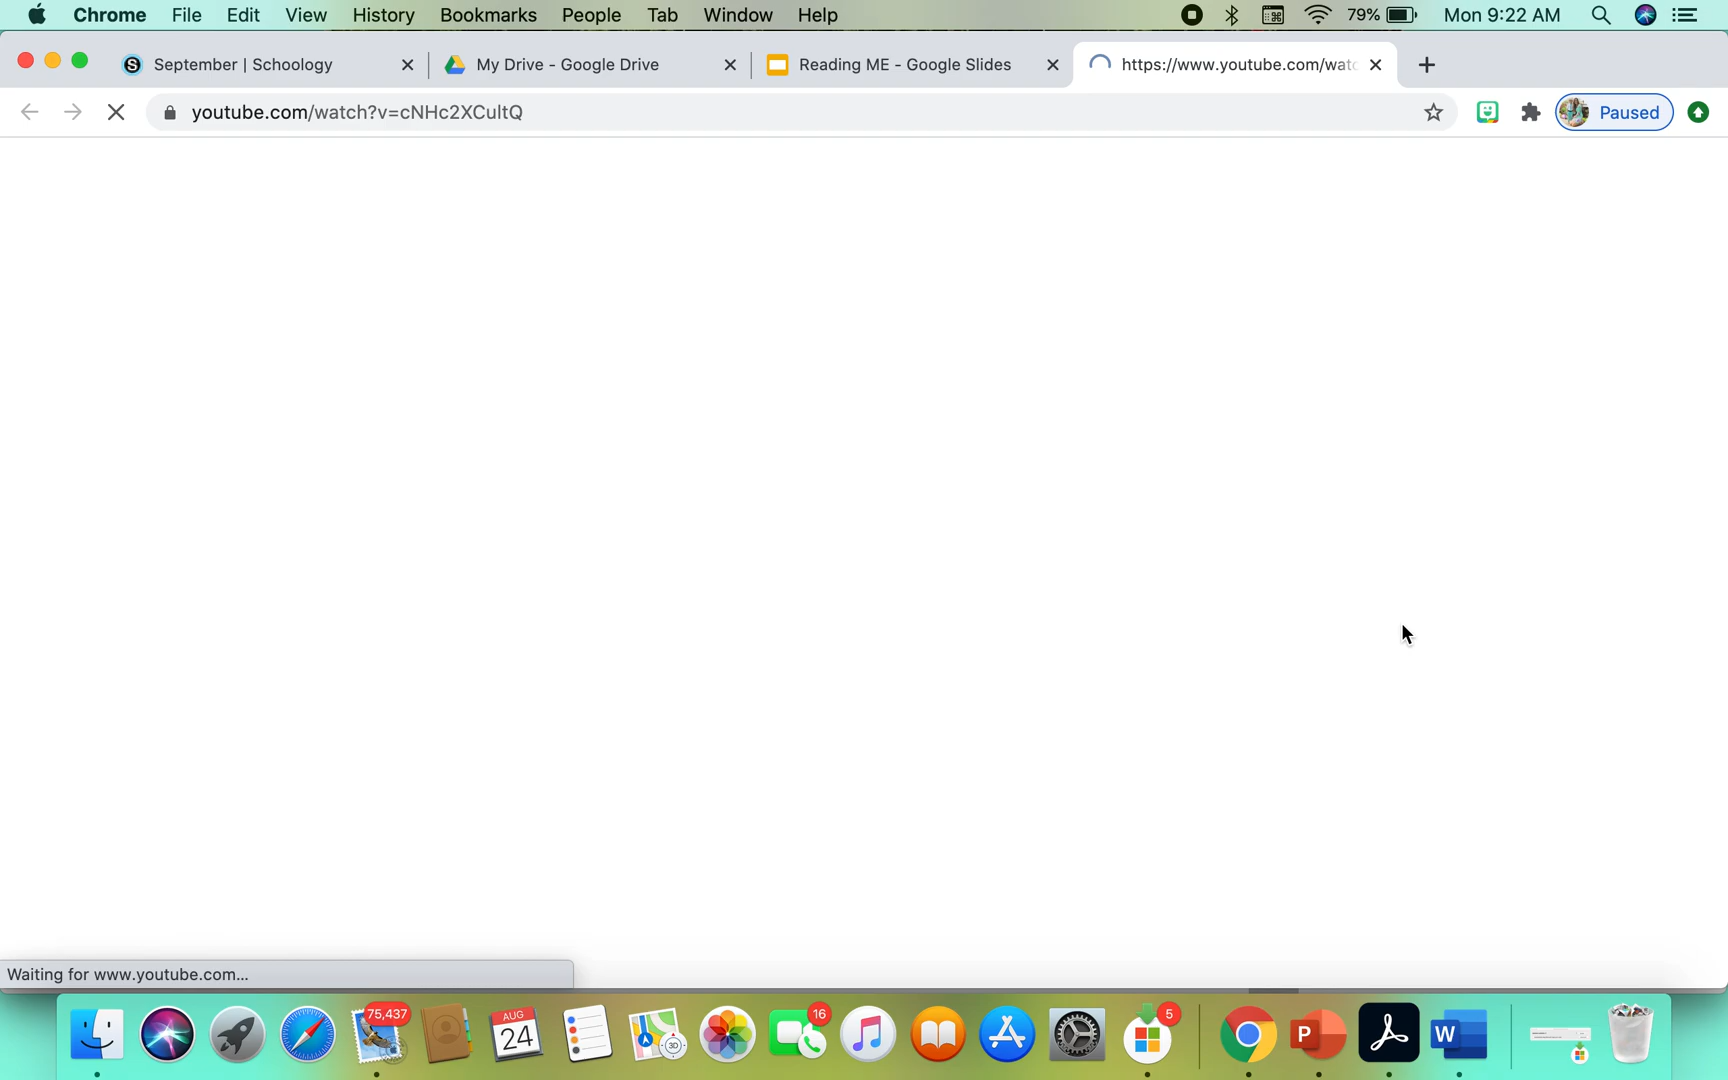 Chrome File Edit View History Bookmarks People Tab Window Help 79% Mon 9:22 AM
September | Schoology
My Drive - Google Drive
Reading ME - Google Slides
https://www.youtube.com/watc
youtube.com/watch?v=cNHc2XCultQ
Paused
Waiting for www.youtube.com...
75,437
AUG
24
3D
16
5
P
W